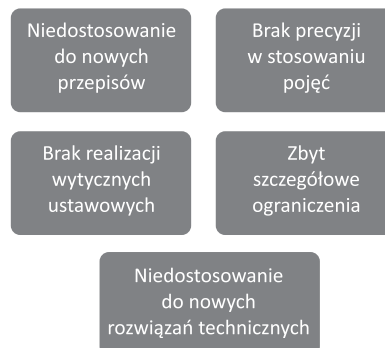 Niedostosowanie
do nowych
przepisów
Brak precyzji
w stosowaniu
pojęć
Brak realizacji
wytycznych
ustawowych
Zbyt
szczegółowe
ograniczenia
Niedostosowanie
do nowych
rozwiązań technicznych